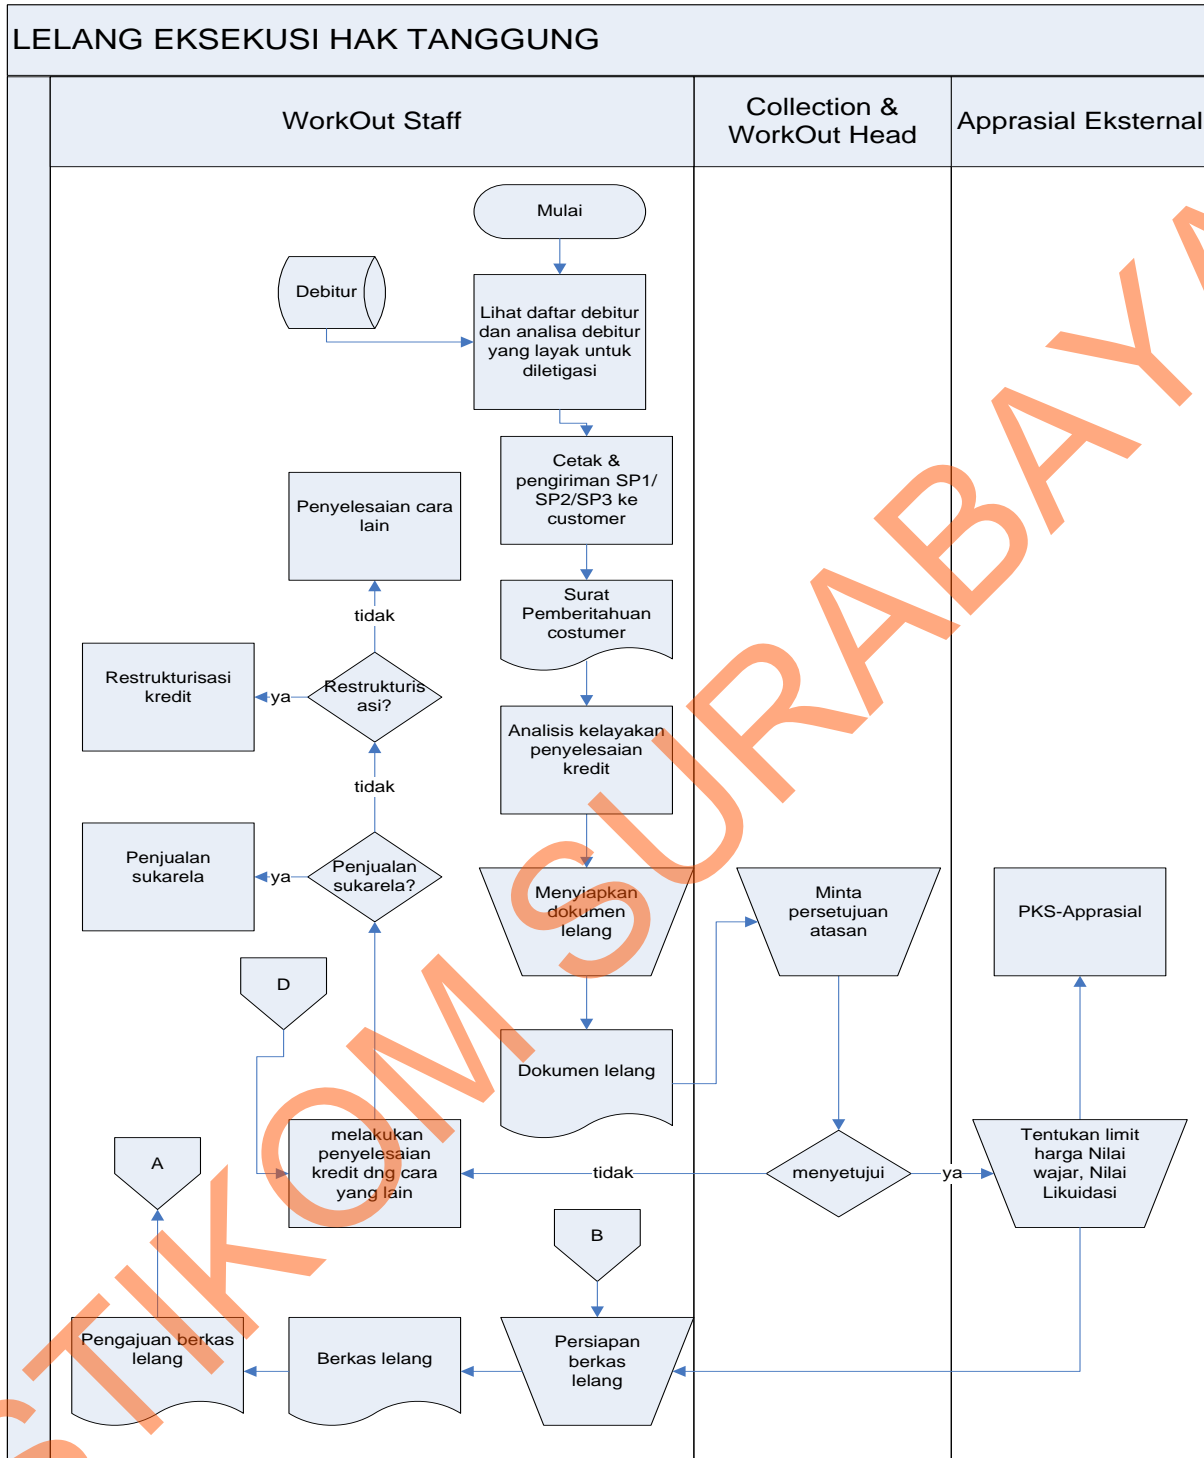 LELANG EKSEKUSI HAK TANGGUNG
WorkOut Staff
Collection &
WorkOut Head
Apprasial Eksternal
Mulai
Debitur
Lihat daftar debitur
dan analisa debitur
yang layak untuk
diletigasi
Cetak &
pengiriman SP1/
SP2/SP3 ke
customer
Penyelesaian cara
lain
Surat
Pemberitahuan
costumer
tidak
Restrukturisasi
kredit
ya
Restrukturis
asi?
Analisis kelayakan
penyelesaian
kredit
tidak
Penjualan
sukarela
ya
Penjualan
sukarela?
Menyiapkan
dokumen
lelang
Minta
persetujuan
atasan
PKS-Apprasial
D
Dokumen lelang
melakukan
penyelesaian
kredit dng cara
yang lain
tidak
menyetujui
ya
Tentukan limit
harga Nilai
wajar, Nilai
Likuidasi
A
B
Pengajuan berkas
lelang
Berkas lelang
Persiapan
berkas
lelang
STIKOM SURABAYA